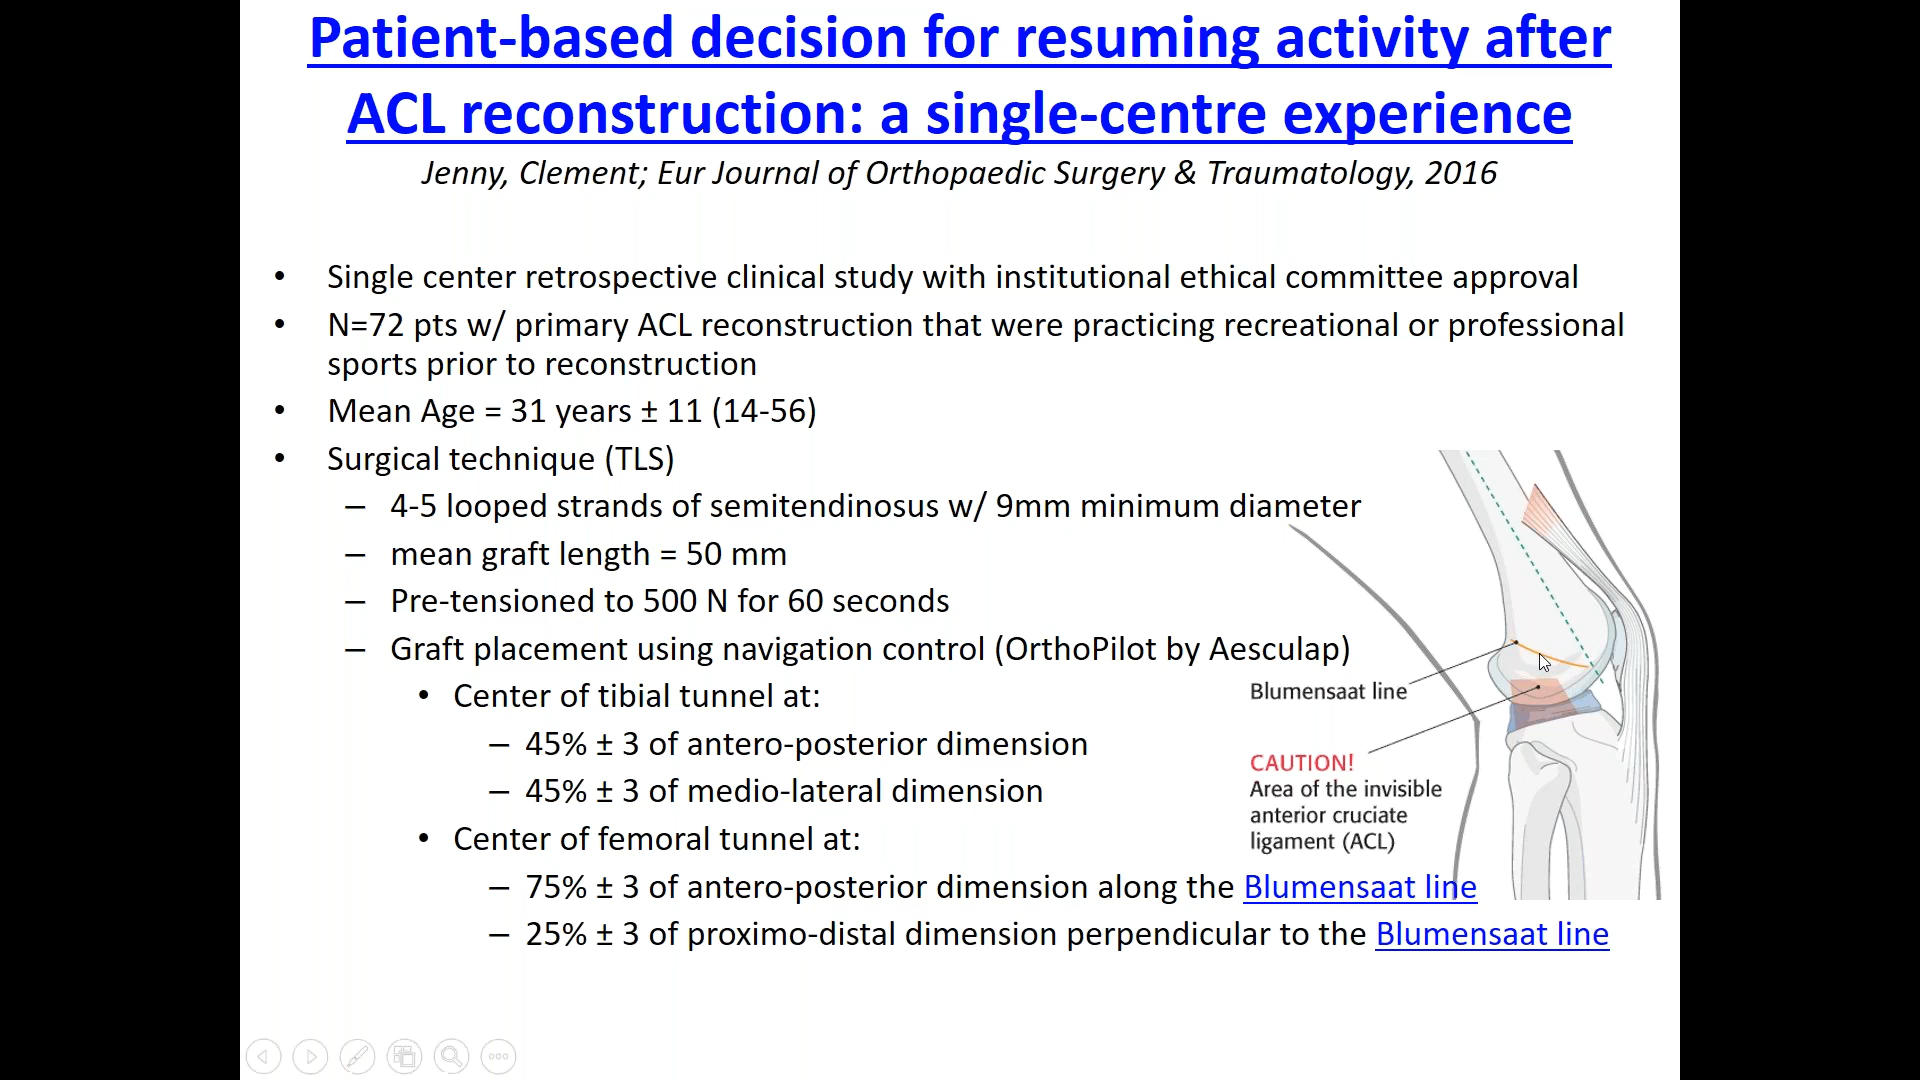 Patient-based decision for resuming activity after
ACL reconstruction: a single-centre experience
Jenny, Clement; Eur Journal of Orthopaedic Surgery & Traumatology, 2016
• Single center retrospective clinical study with institutional ethical committee approval
• N=72 pts w/ primary ACL reconstruction that were practicing recreational or professional
sports prior to reconstruction
• Mean Age = 31 years ± 11 (14-56)
• Surgical technique (TLS)
– 4-5 looped strands of semitendinosus w/ 9mm minimum diameter
– mean graft length = 50 mm
– Pre-tensioned to 500 N for 60 seconds
– Graft placement using navigation control (OrthoPilot by Aesculap)
• Center of tibial tunnel at:
– 45% ± 3 of antero-posterior dimension
– 45% ± 3 of medio-lateral dimension
• Center of femoral tunnel at:
– 75% ± 3 of antero-posterior dimension along the Blumensaat line
– 25% ± 3 of proximo-distal dimension perpendicular to the Blumensaat line
Blumensaat line
CAUTION!
Area of the invisible
anterior cruciate
ligament (ACL)